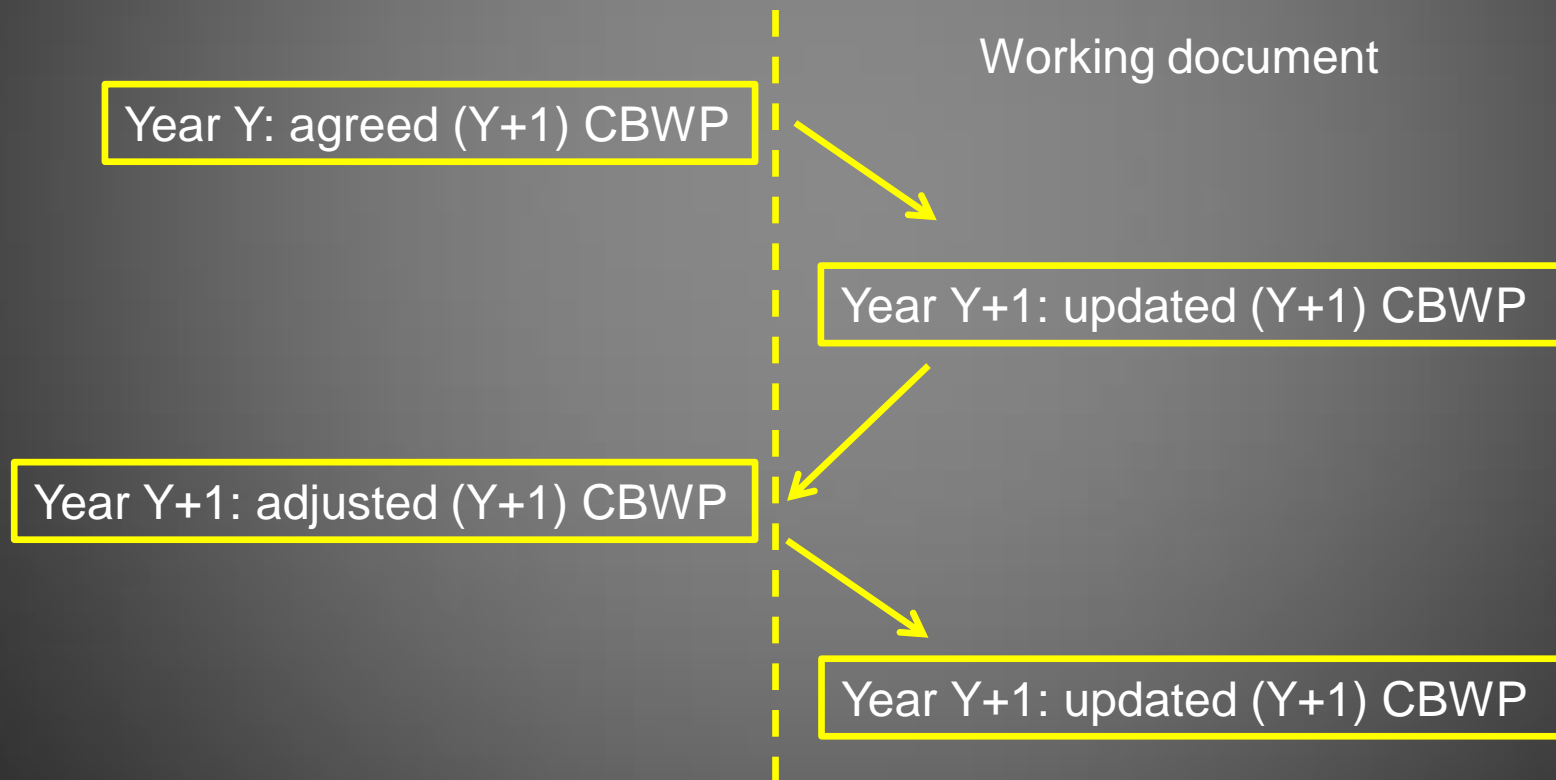 Working document
Year Y: agreed (Y+1) CBWP
Year Y+1: updated (Y+1) CBWP
Year Y+1: adjusted (Y+1) CBWP
Year Y+1: updated (Y+1) CBWP